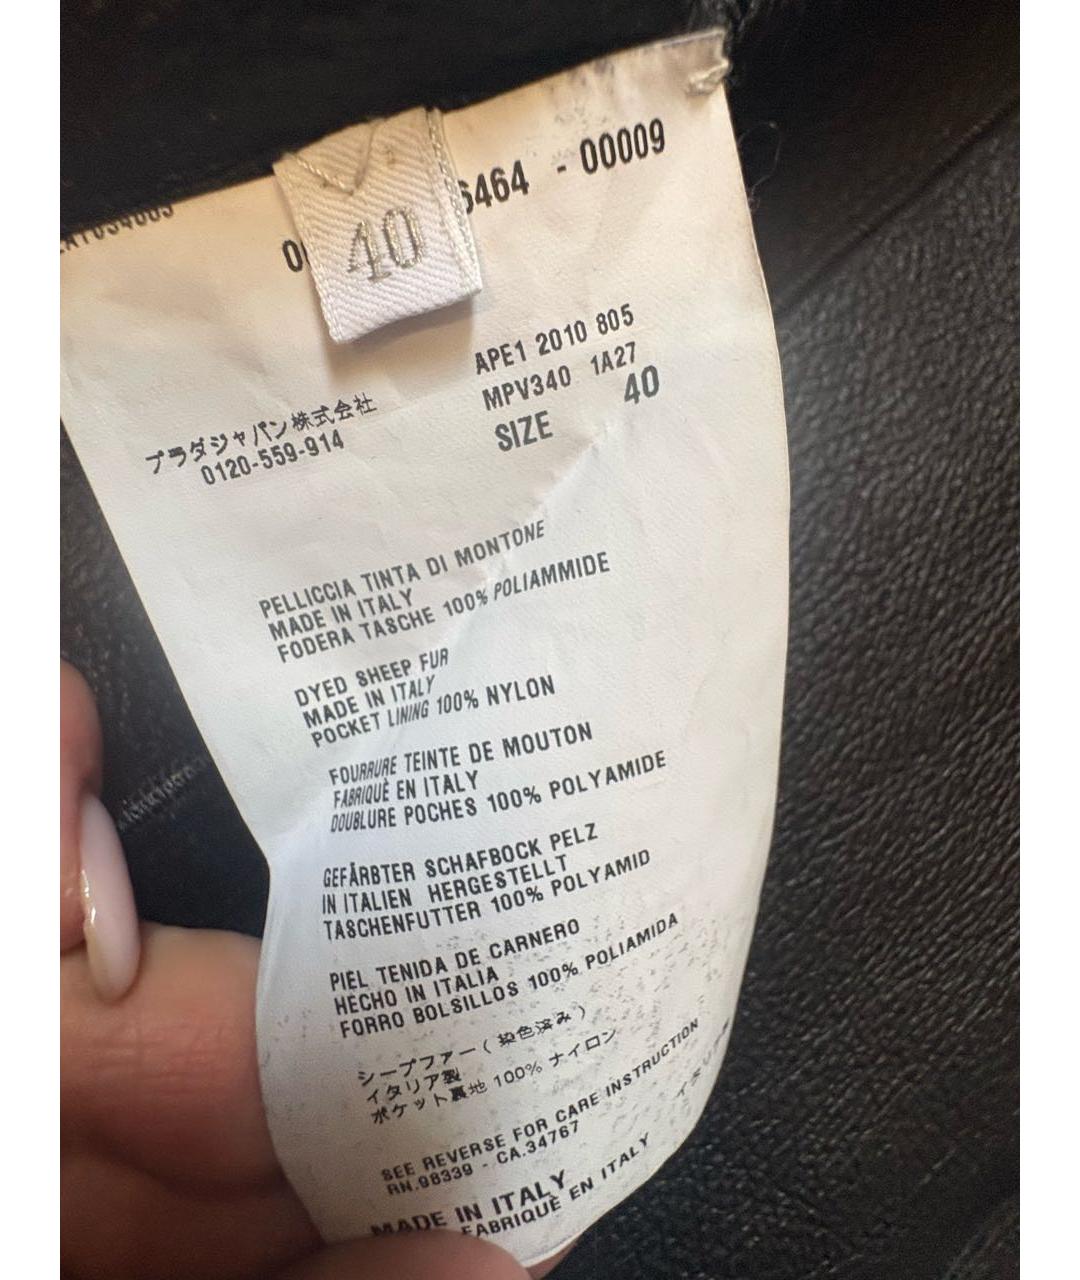 6464 - 00009
40
APE1 2010 805
MPV340 1A27
SIZE 40
プラダジャパン株式会社
0120-559-914
PELLICCIA TINTA DI MONTONE
MADE IN ITALY
FODERA TASCHE 100% POLIAMMIDE
DYED SHEEP FUR
MADE IN ITALY
POCKET LINING 100% NYLON
FOURRURE TEINTE DE MOUTON
FABRIQUÈ EN ITALY
DOUBLURE POCHES 100% POLYAMIDE
GEFÄRBTER SCHAFBOCK PELZ
IN ITALIEN HERGESTELLT
TASCHENFUTTER 100% POLYAMID
PIEL TENIDA DE CARNERO
HECHO IN ITALIA
FORRO BOLSILLOS 100% POLIAMIDA
シープファー(染色済み)
イタリア製
ポケット裏地 100% ナイロン
SEE REVERSE FOR CARE INSTRUCTION
RN.98339 - CA.34767
MADE IN ITALY
FABRIQUÈ EN ITALY